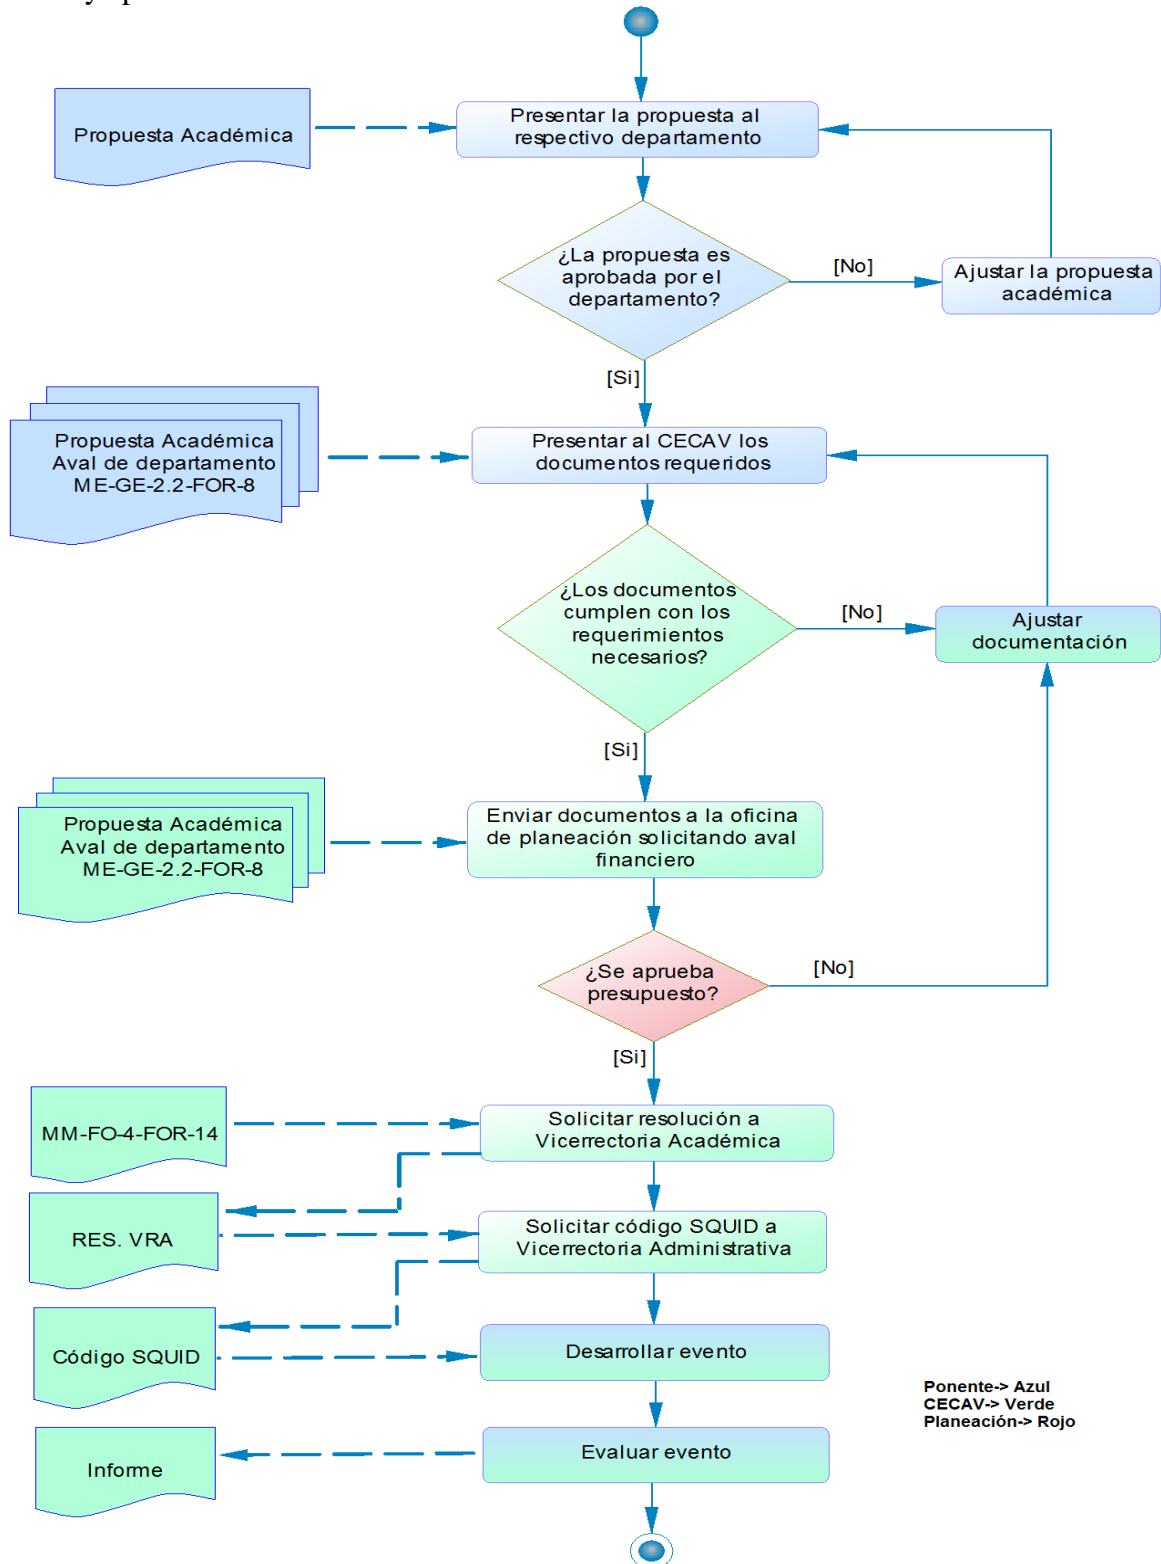 Presentar la propuesta al
respectivo departamento
Propuesta Académica
¿La propuesta es
aprobada por el
departamento?
[No]
Ajustar la propuesta
académica
[Si]
Propuesta Académica
Aval de departamento
ME-GE-2.2-FOR-8
Presentar al CECAV los
documentos requeridos
¿Los documentos
cumplen con los
requerimientos
necesarios?
[No]
Ajustar
documentación
[Si]
Propuesta Académica
Aval de departamento
ME-GE-2.2-FOR-8
Enviar documentos a la oficina
de planeación solicitando aval
financiero
¿Se aprueba
presupuesto?
[No]
[Si]
MM-FO-4-FOR-14
Solicitar resolución a
Vicerrectoria Académica
RES. VRA
Solicitar código SQUID a
Vicerrectoria Administrativa
Código SQUID
Desarrollar evento
Ponente-> Azul
CECAV-> Verde
Planeación-> Rojo
Informe
Evaluar evento